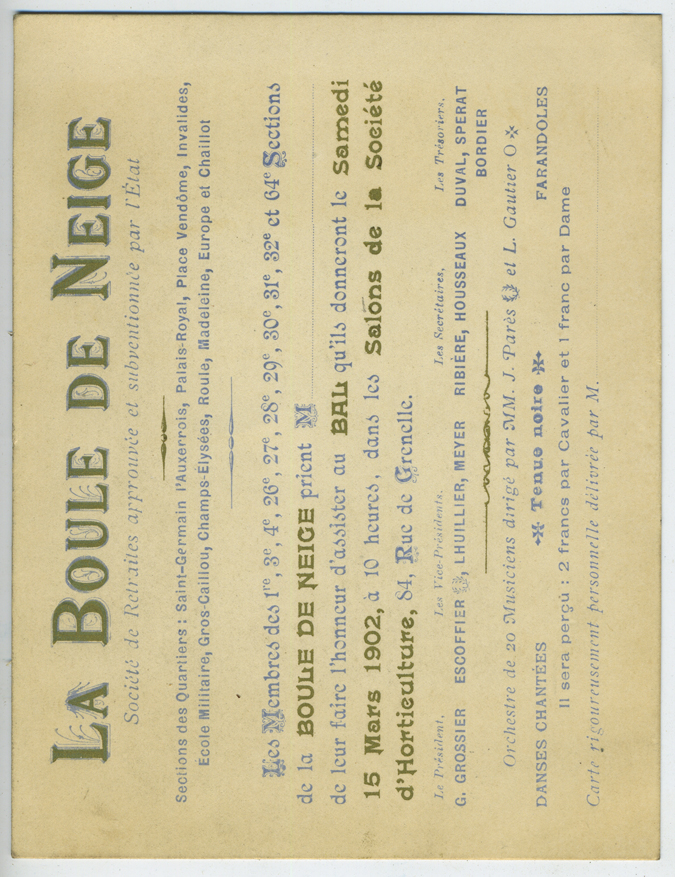 LA BOULE DE NEIGE
Société de Retraites approuvée et subventionnée par l'État
Sections des Quartiers : Saint-Germain l'Auxerrois, Palais-Royal, Place Vendôme, Invalides,
Ecole Militaire, Gros-Caillou, Champs-Élysées, Roule, Madeleine, Europe et Chaillot
Les Membres des 1re, 3e, 4e, 26e, 27e, 28e, 29e, 30e, 31e, 32e et 64e Sections
de la BOULE DE NEIGE prient M
de leur faire l'honneur d'assister au BAL qu'ils donneront le Samedi
15 Mars 1902, à 10 heures, dans les Salons de la Société
d'Horticulture, 84, Rue de Grenelle.
Le Président, Les Vice-Présidents, Les Secrétaires, Les Trésoriers,
G. GROSSIER ESCOFFIER, LHUILLIER, MEYER RIBIÈRE, HOUSSEAUX DUVAL, SPERAT
BORDIER
Orchestre de 20 Musiciens dirigé par MM. J. Parès et L. Gautier O
DANSES CHANTÉES Tenue noire FARANDOLES
Il sera perçu : 2 francs par Cavalier et 1 franc par Dame
Carte rigoureusement personnelle délivrée par M.